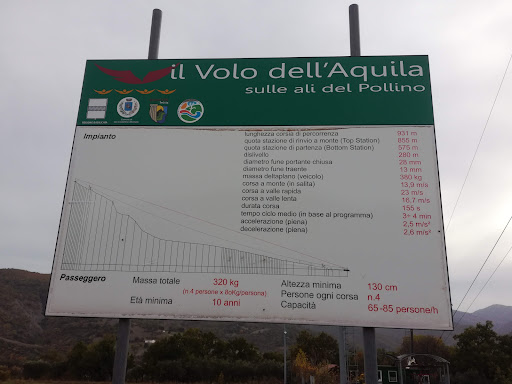 il Volo dell'Aquila
sulle ali del Pollino
Impianto
lunghezza corsia di percorrenza 931 m
quota stazione di rinvio a monte (Top Station) 855 m
quota stazione di partenza (Bottom Station) 575 m
dislivello 280 m
diametro fune portante chiusa 28 mm
diametro fune traente 13 mm
massa deltaplano (veicolo) 380 kg
corsa a monte (in salita) 13,9 m/s
corsa a valle rapida 23 m/s
corsa a valle lenta 16,7 m/s
durata corsa 155 s
tempo ciclo medio (in base al programma) 3÷4 min
accelerazione (piena) 2,5 m/s²
decelerazione (piena) 2,6 m/s²
Passeggero
Massa totale 320 kg
(n.4 persone x 80Kg/persona)
Età minima 10 anni
Altezza minima 130 cm
Persone ogni corsa n.4
Capacità 65-85 persone/h